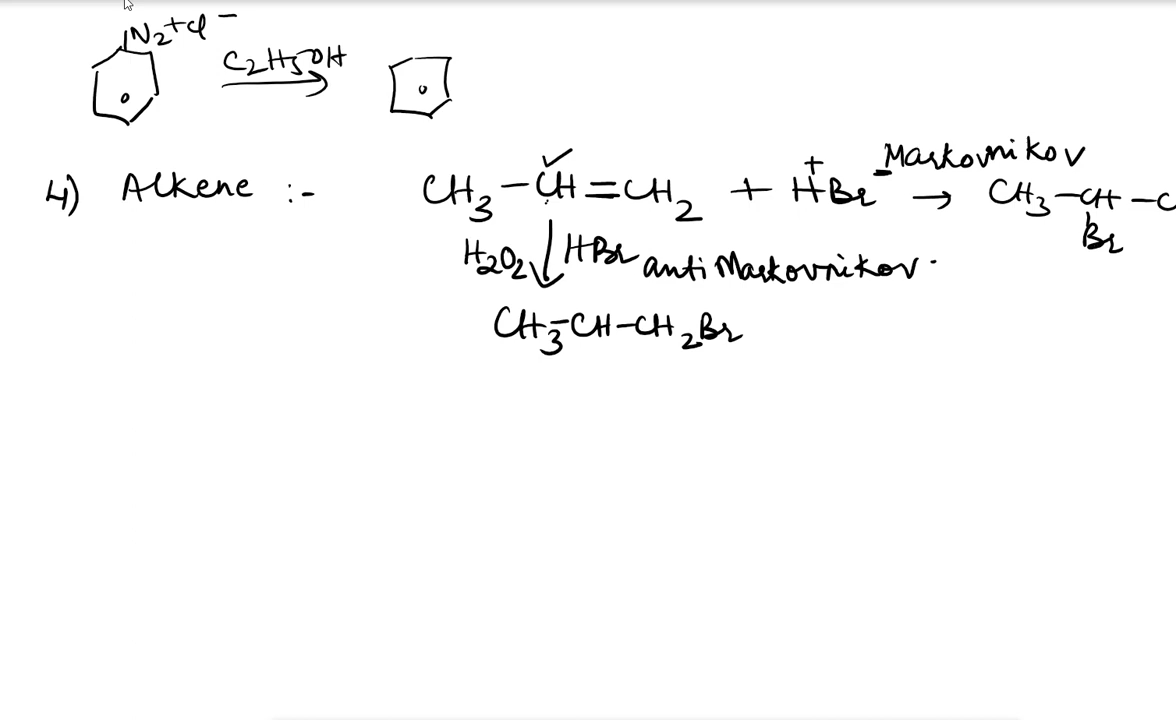 N2+Cl-
C2H5OH
4) Alkene :- CH3-CH=CH2 + H+Br- → CH3-CH-C
Markovnikov
Br
H2O2 HBr anti Markovnikov.
CH3-CH-CH2Br